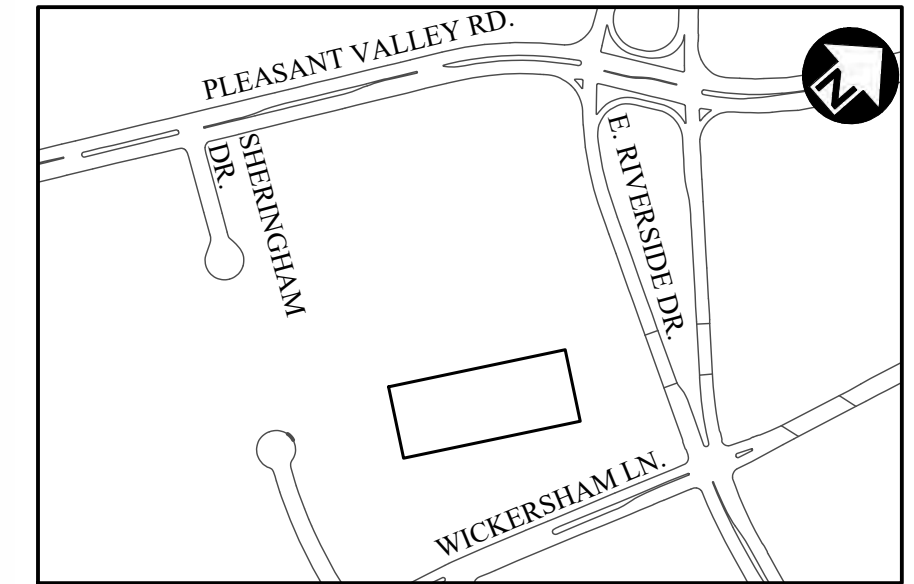 PLEASANT VALLEY RD.
N
SHERINGHAM
DR.
E. RIVERSIDE DR.
WICKERSHAM LN.